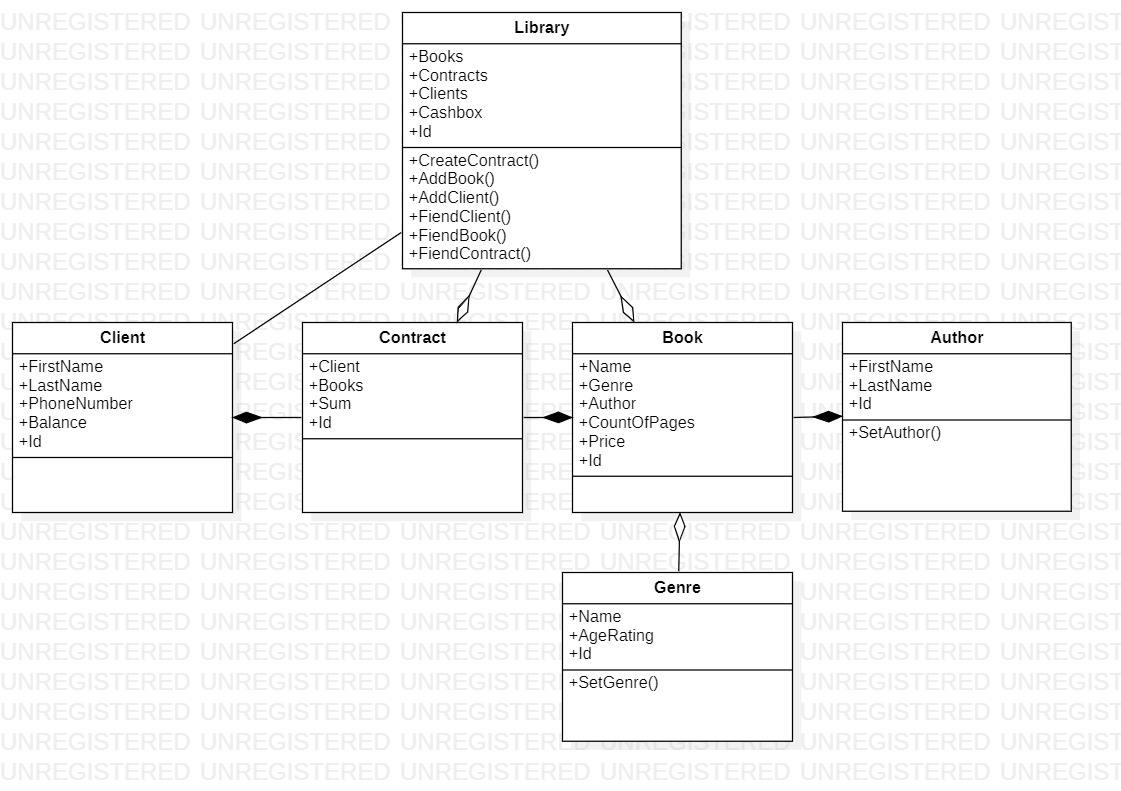 Library
+Books
+Contracts
+Clients
+Cashbox
+Id
+CreateContract()
+AddBook()
+AddClient()
+FiendClient()
+FiendBook()
+FiendContract()
Client
+FirstName
+LastName
+PhoneNumber
+Balance
+Id
Contract
+Client
+Books
+Sum
+Id
Book
+Name
+Genre
+Author
+CountOfPages
+Price
+Id
Author
+FirstName
+LastName
+Id
+SetAuthor()
Genre
+Name
+AgeRating
+Id
+SetGenre()
UNREGISTERED